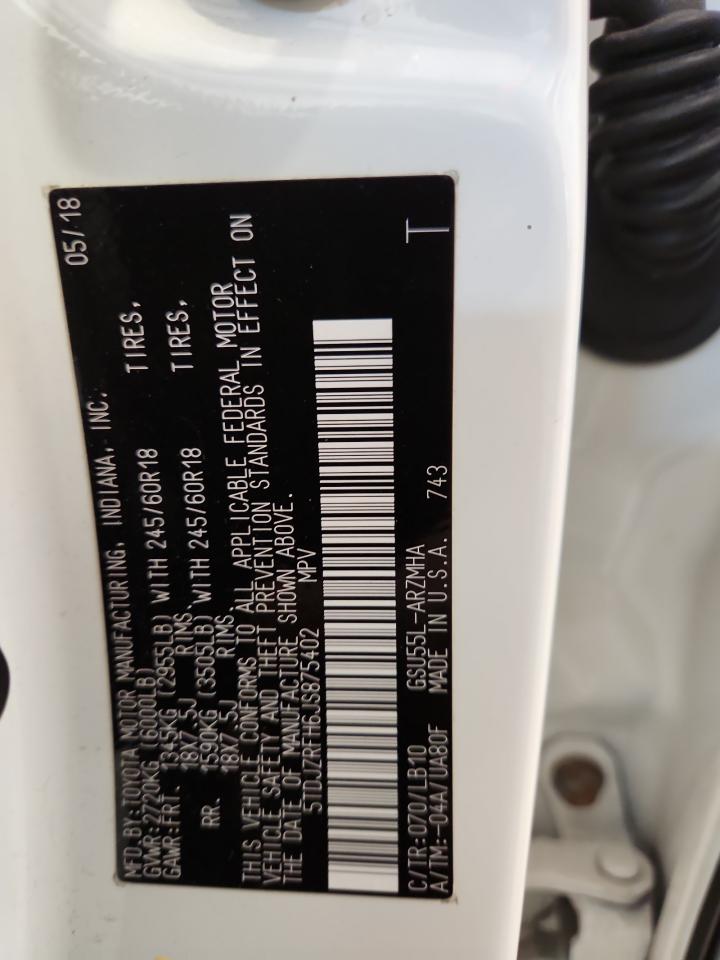 MFD.BY:TOYOTA MOTOR MANUFACTURING, INDIANA, INC. 05/18
GVWR:2720KG (6000LB)
GAWR:FRT. 1345KG (2955LB) WITH 245/60R18 TIRES,
18X7.5J RIMS.
RR. 1590KG (3505LB) WITH 245/60R18 TIRES,
18X7.5J RIMS.
THIS VEHICLE CONFORMS TO ALL APPLICABLE FEDERAL MOTOR
VEHICLE SAFETY AND THEFT PREVENTION STANDARDS IN EFFECT ON
THE DATE OF MANUFACTURE SHOWN ABOVE.
5TDJZRFH6JS875402 MPV
C/TR:070/LB10 GSU55L-ARZMHA T
A/TM:-04A/UA80F MADE IN U.S.A. 743